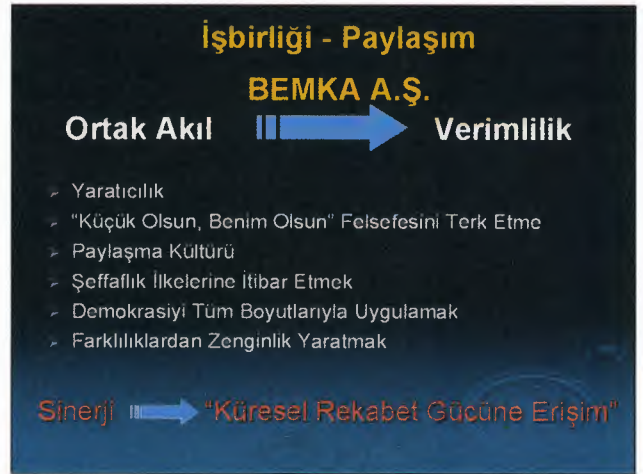 İşbirliği - Paylaşım
BEMKA A.Ş.
Ortak Akıl Verimlilik
Yaratıcılık
"Küçük Olsun, Benim Olsun" Felsefesini Terk Etme
Paylaşma Kültürü
Şeffaflık İlkelerine İtibar Etmek
Demokrasiyi Tüm Boyutlarıyla Uygulamak
Farklılıklardan Zenginlik Yaratmak
Sinerji "Küresel Rekabet Gücüne Erişim"